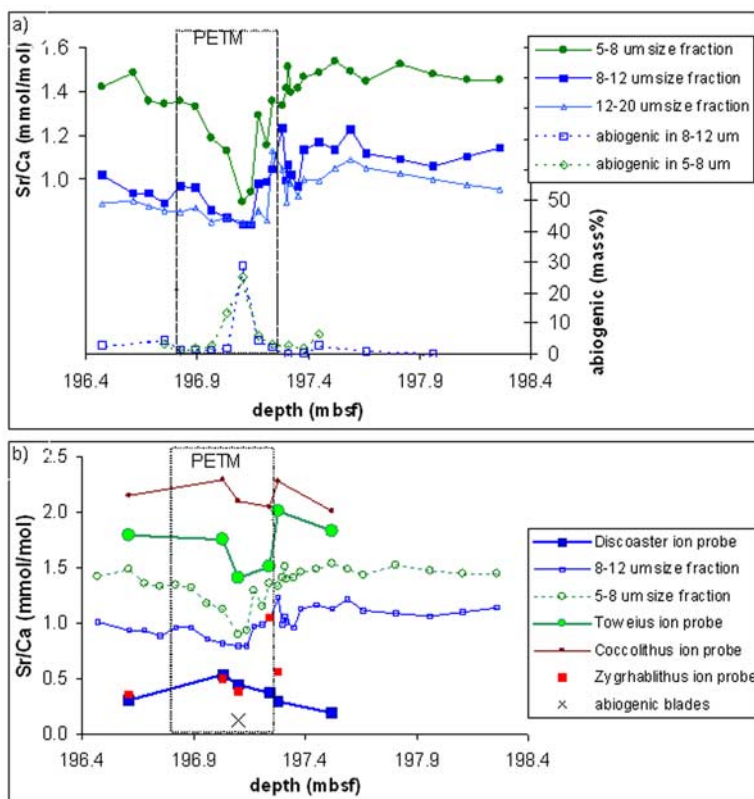 a)
PETM
Sr/Ca (mmol/mol)
1.6
1.4
1.2
1.0
50
40
30
20
10
0
abiogenic (mass%)
196.4 196.9 197.4 197.9 198.4
depth (mbsf)
5-8 um size fraction
8-12 um size fraction
12-20 um size fraction
abiogenic in 8-12 um
abiogenic in 5-8 um
b)
PETM
Sr/Ca (mmol/mol)
2.5
2.0
1.5
1.0
0.5
0.0
196.4 196.9 197.4 197.9 198.4
depth (mbsf)
Discoaster ion probe
8-12 um size fraction
5-8 um size fraction
Toweius ion probe
Coccolithus ion probe
Zygrhablithus ion probe
abiogenic blades